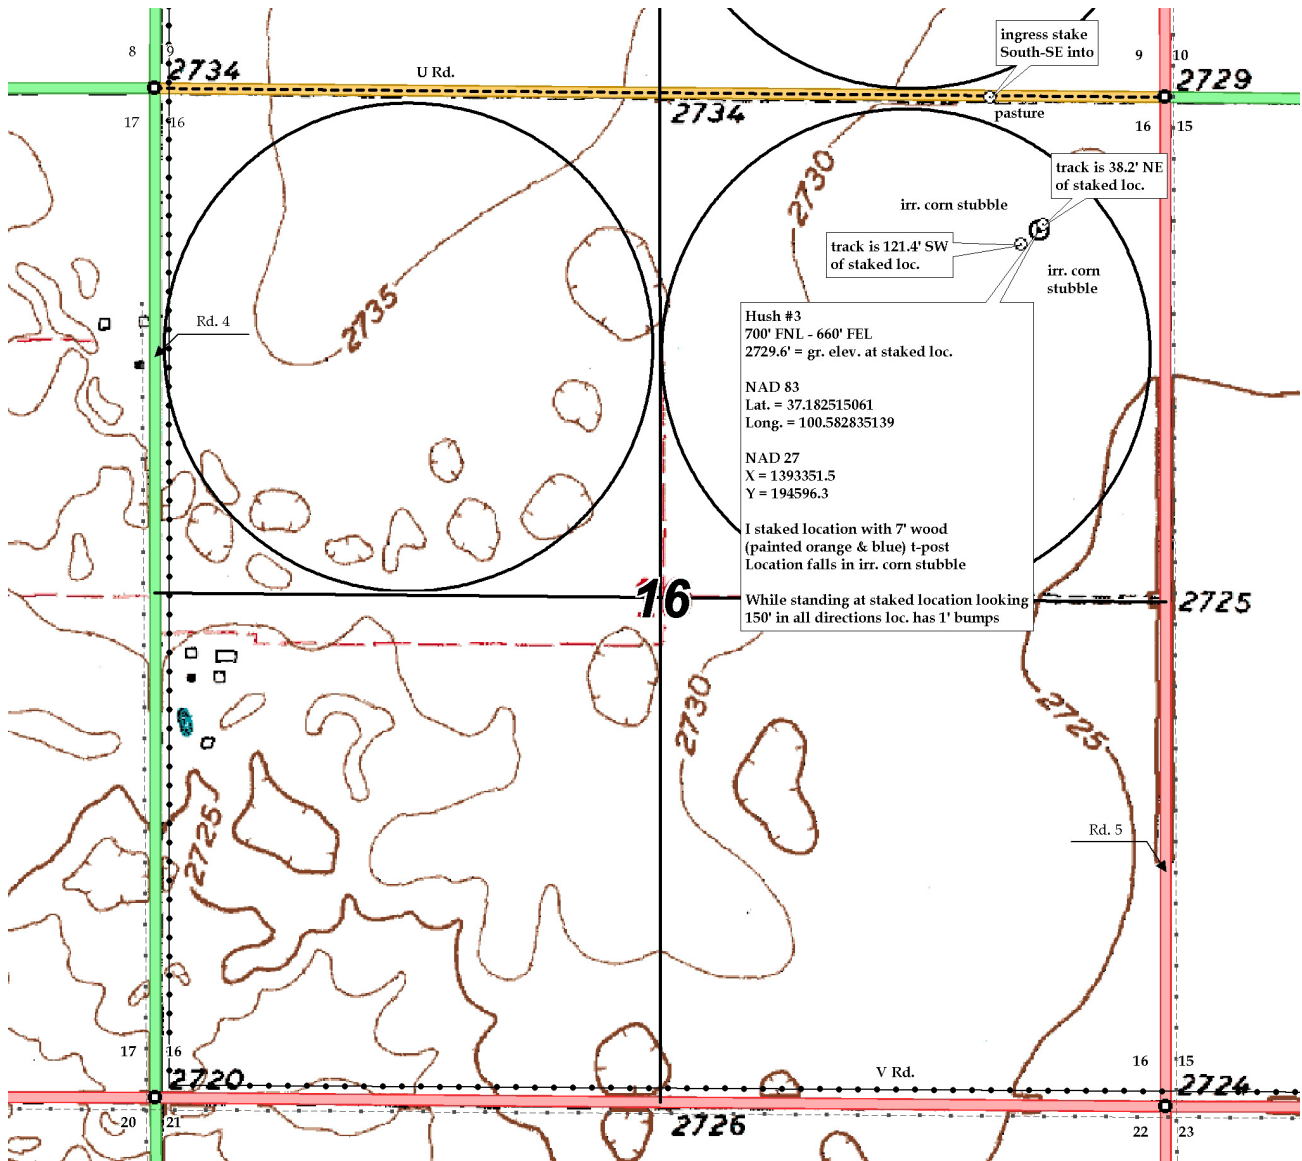 ingress stake
South-SE into
8
9
9
10
2734
U Rd.
2729
17
16
2734
pasture
16
15
2730
track is 38.2' NE
of staked loc.
irr. corn stubble
track is 121.4' SW
of staked loc.
irr. corn
stubble
2735
Rd. 4
Hush #3
700' FNL - 660' FEL
2729.6' = gr. elev. at staked loc.
NAD 83
Lat. = 37.182515061
Long. = 100.582835139
NAD 27
X = 1393351.5
Y = 194596.3
I staked location with 7' wood
(painted orange & blue) t-post
Location falls in irr. corn stubble
While standing at staked location looking
150' in all directions loc. has 1' bumps
16
2725
2730
2725
2725
Rd. 5
17
16
16
15
2720
V Rd.
2724
20
21
2726
22
23